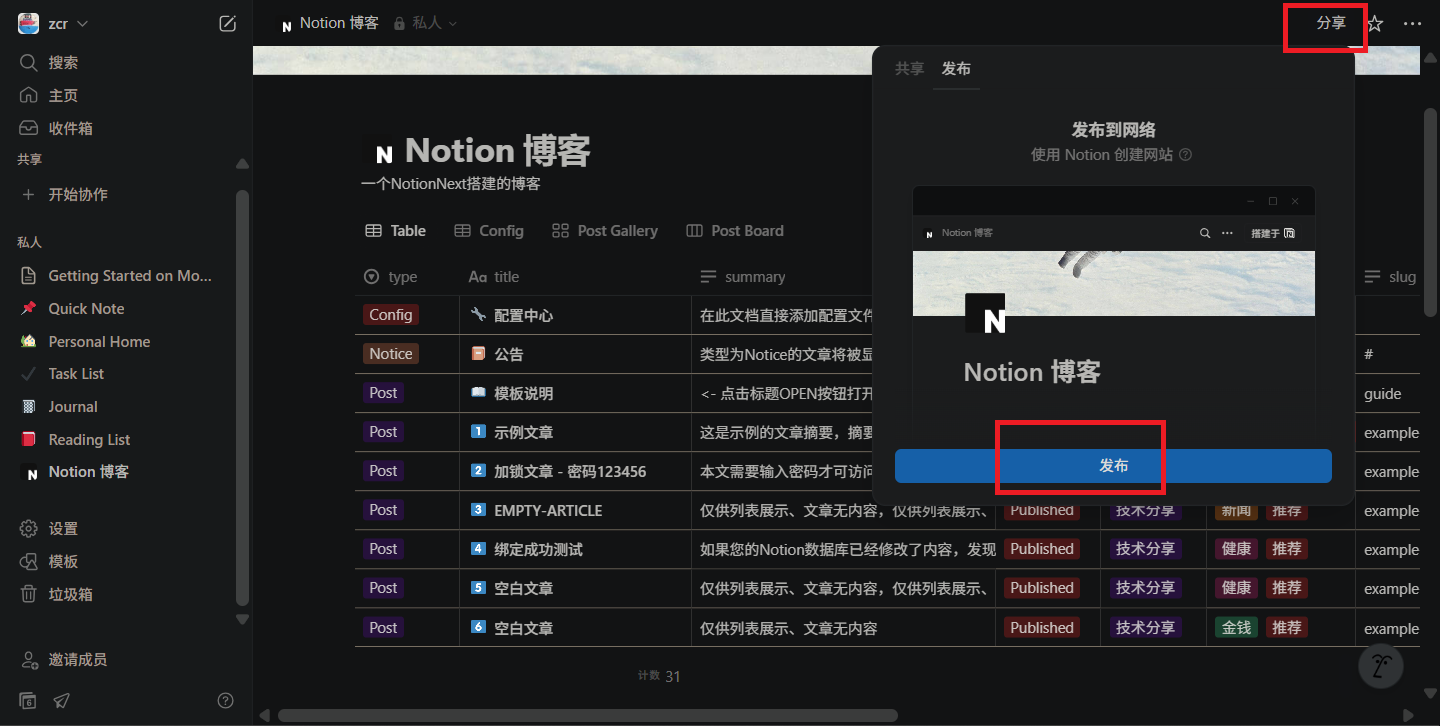 zcr
搜索
主页
收件箱
共享
开始协作
私人
Getting Started on Mo...
Quick Note
Personal Home
Task List
Journal
Reading List
Notion 博客
设置
模板
垃圾箱
邀请成员
6
Notion 博客 私人
分享
Notion 博客
一个NotionNext搭建的博客
Table Config Post Gallery Post Board
type Aa title summary slug
Config 配置中心 在此文档直接添加配置文件
Notice 公告 类型为Notice的文章将被显 #
Post 模板说明 <- 点击标题OPEN按钮打开 guide
Post 1 示例文章 这是示例的文章摘要，摘要 example
Post 2 加锁文章 - 密码123456 本文需要输入密码才可访问 example
Post 3 EMPTY-ARTICLE 仅供列表展示、文章无内容，仅供列表展示、 Published 技术分享 新闻 推荐 example
Post 4 绑定成功测试 如果您的Notion数据库已经修改了内容，发现 Published 技术分享 健康 推荐 example
Post 5 空白文章 仅供列表展示、文章无内容，仅供列表展示、 Published 技术分享 健康 推荐 example
Post 6 空白文章 仅供列表展示、文章无内容 Published 技术分享 金钱 推荐 example
计数 31
共享 发布
发布到网络
使用 Notion 创建网站
Notion 博客 搭建于
Notion 博客
发布